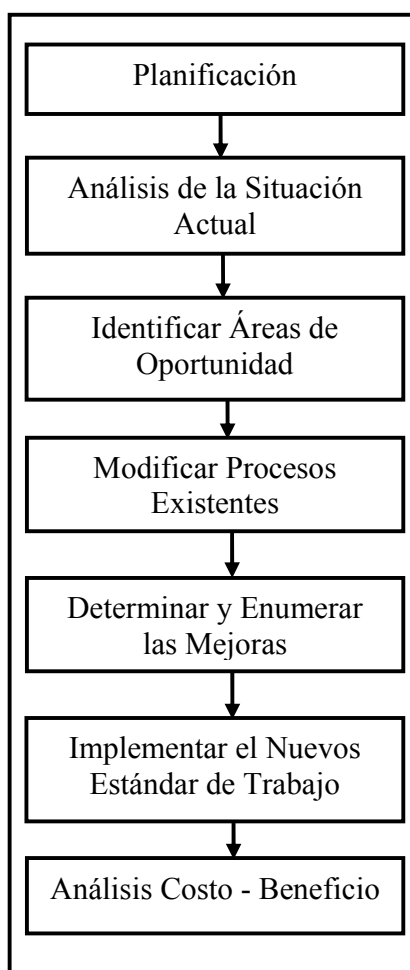 Planificación
Análisis de la Situación
Actual
Identificar Áreas de
Oportunidad
Modificar Procesos
Existentes
Determinar y Enumerar
las Mejoras
Implementar el Nuevos
Estándar de Trabajo
Análisis Costo - Beneficio